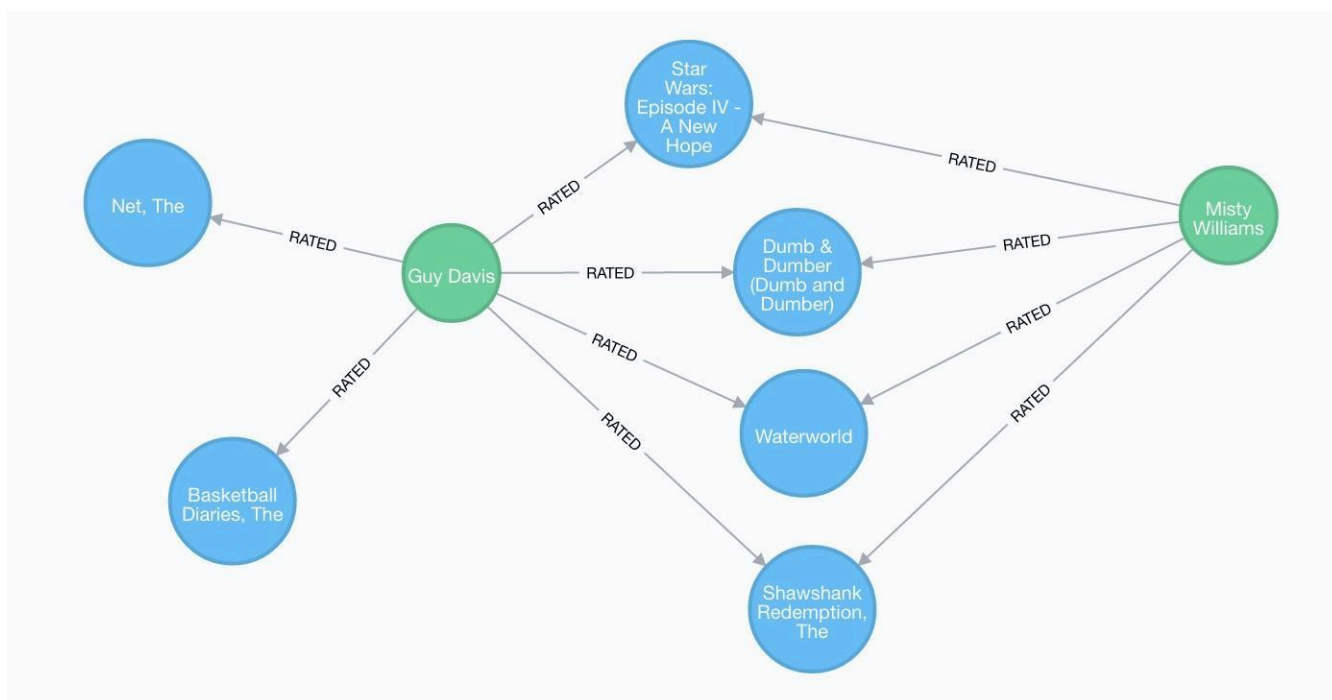 Star
Wars:
Episode IV -
A New
Hope
RATED
Misty
Williams
Net, The
RATED
RATED
Guy Davis
RATED
Dumb &
Dumber
(Dumb and
Dumber)
RATED
RATED
RATED
RATED
Waterworld
RATED
RATED
RATED
Basketball
Diaries, The
Shawshank
Redemption,
The